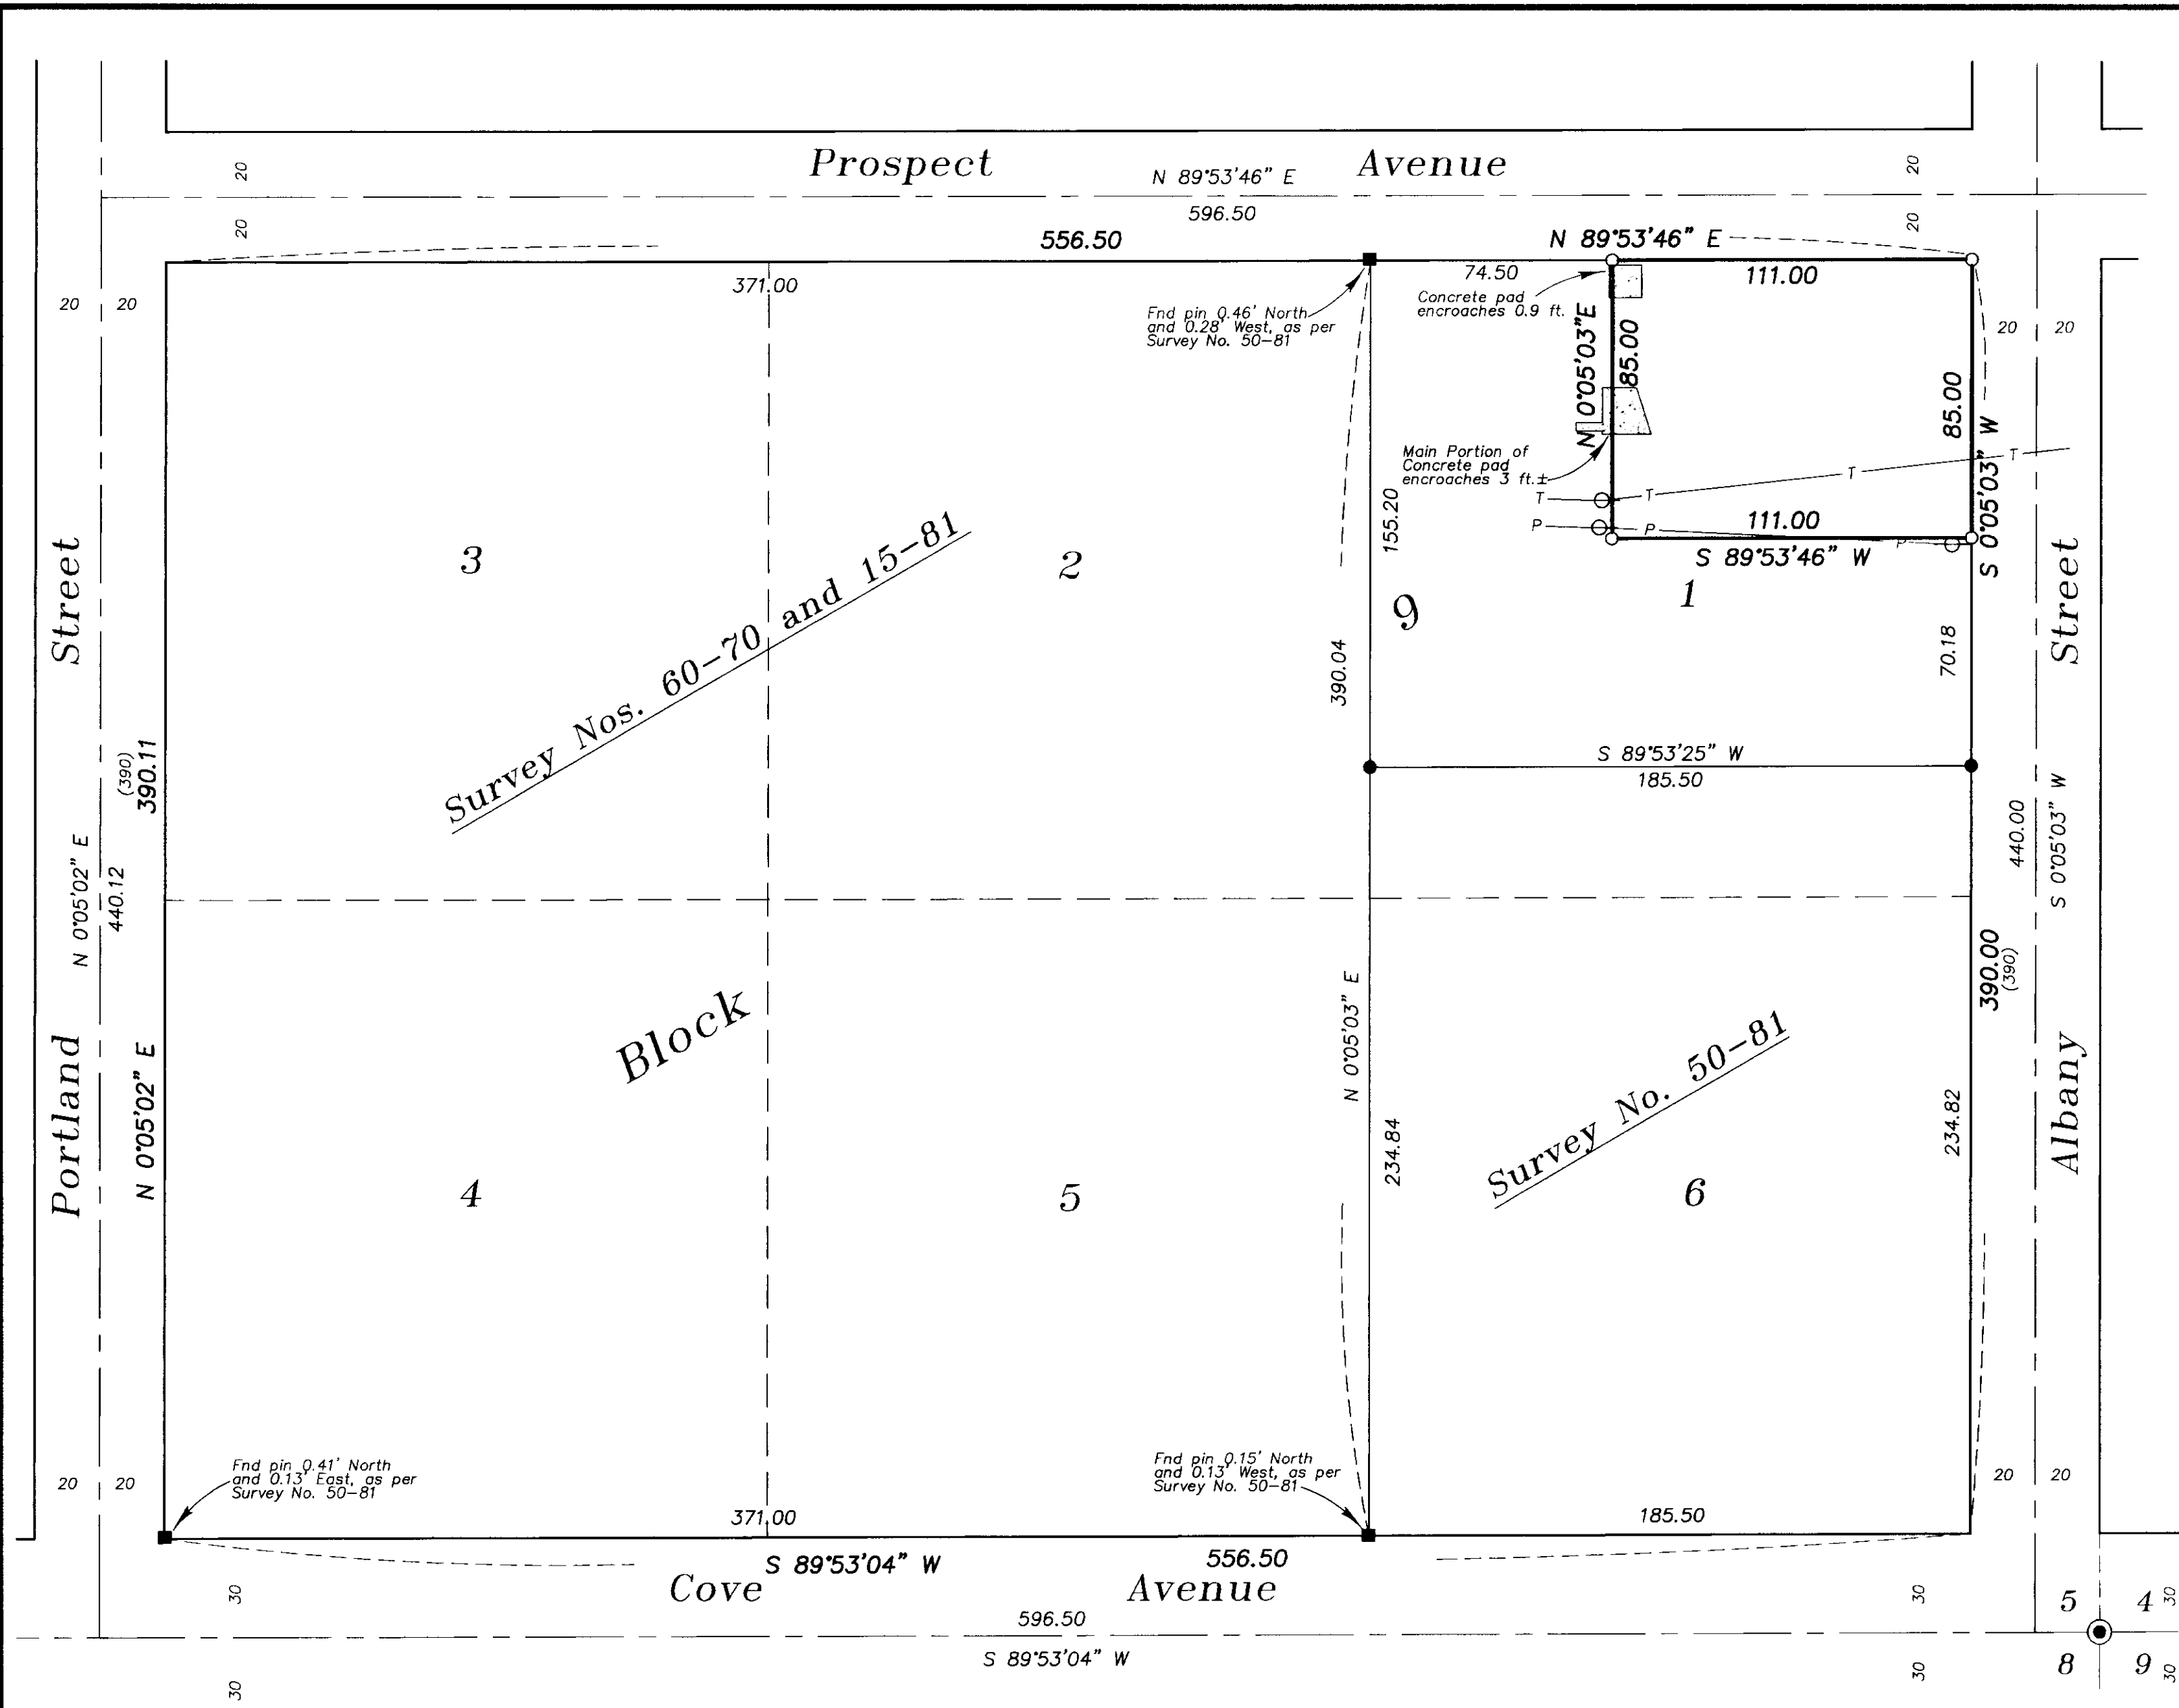 Prospect Avenue
N 89°53'46" E
596.50
20
20
20
20
556.50
N 89°53'46" E
371.00
74.50
111.00
Fnd pin 0.46' North
and 0.28' West, as per
Survey No. 50-81
Concrete pad
encroaches 0.9 ft.
N 0°05'03"E
85.00
85.00
S 0°05'03" W
20
20
20
20
Main Portion of
Concrete pad
encroaches 3 ft.±
T
T
T
T
P
P
P
111.00
S 89°53'46" W
155.20
390.04
3
2
9
1
70.18
Survey Nos. 60-70 and 15-81
Portland Street
Albany Street
(390)
390.11
N 0°05'02" E
440.12
N 0°05'02" E
S 89°53'25" W
185.50
440.00
S 0°05'03" W
390.00
(390)
Block
N 0°05'03" E
234.84
Survey No. 50-81
234.82
4
5
6
Fnd pin 0.41' North
and 0.13' East, as per
Survey No. 50-81
Fnd pin 0.15' North
and 0.13' West, as per
Survey No. 50-81
20
20
20
20
371.00
185.50
S 89°53'04" W
556.50
Cove Avenue
596.50
S 89°53'04" W
30
30
30
30
30
30
5
4
8
9